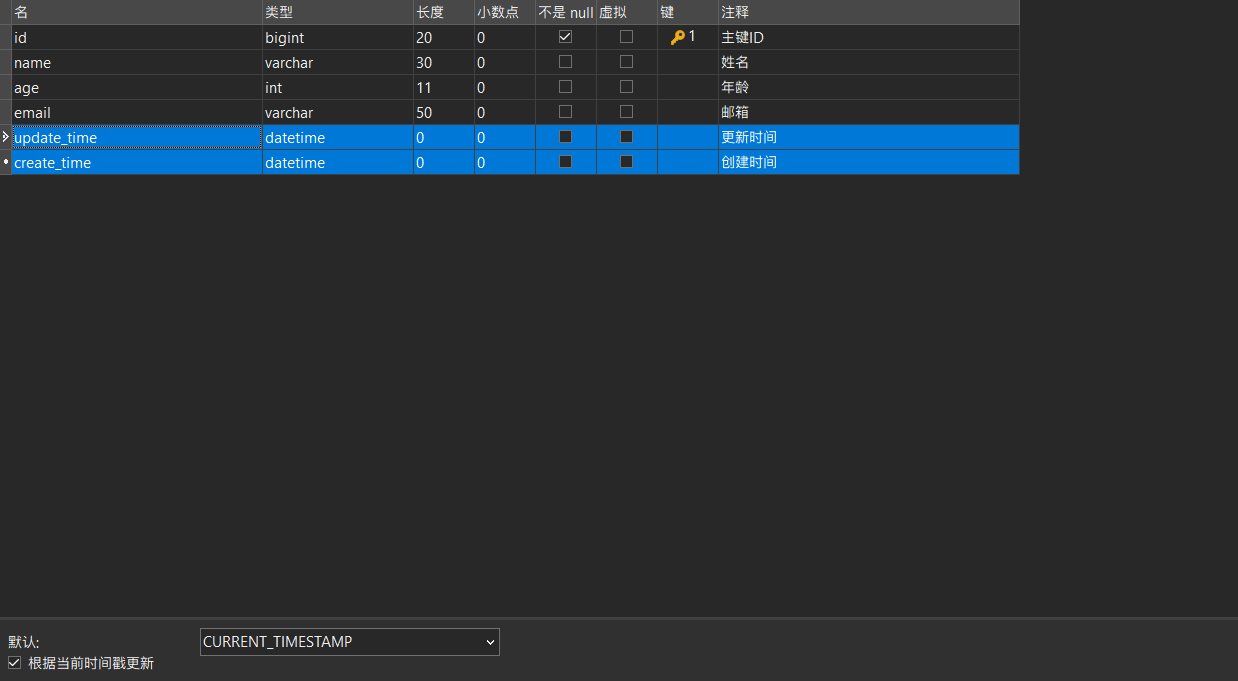 名 类型 长度 小数点 不是 null 虚拟 键 注释
id bigint 20 0 1 主键ID
name varchar 30 0 姓名
age int 11 0 年龄
email varchar 50 0 邮箱
update_time datetime 0 0 更新时间
create_time datetime 0 0 创建时间
默认: CURRENT_TIMESTAMP
根据当前时间戳更新